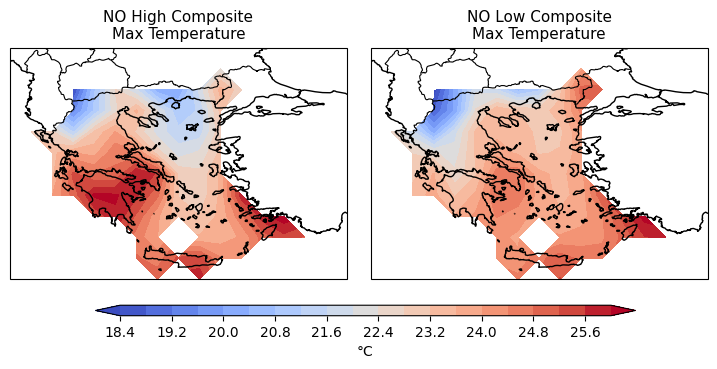 NO High Composite
Max Temperature
NO Low Composite
Max Temperature
18.4 19.2 20.0 20.8 21.6 22.4 23.2 24.0 24.8 25.6
°C